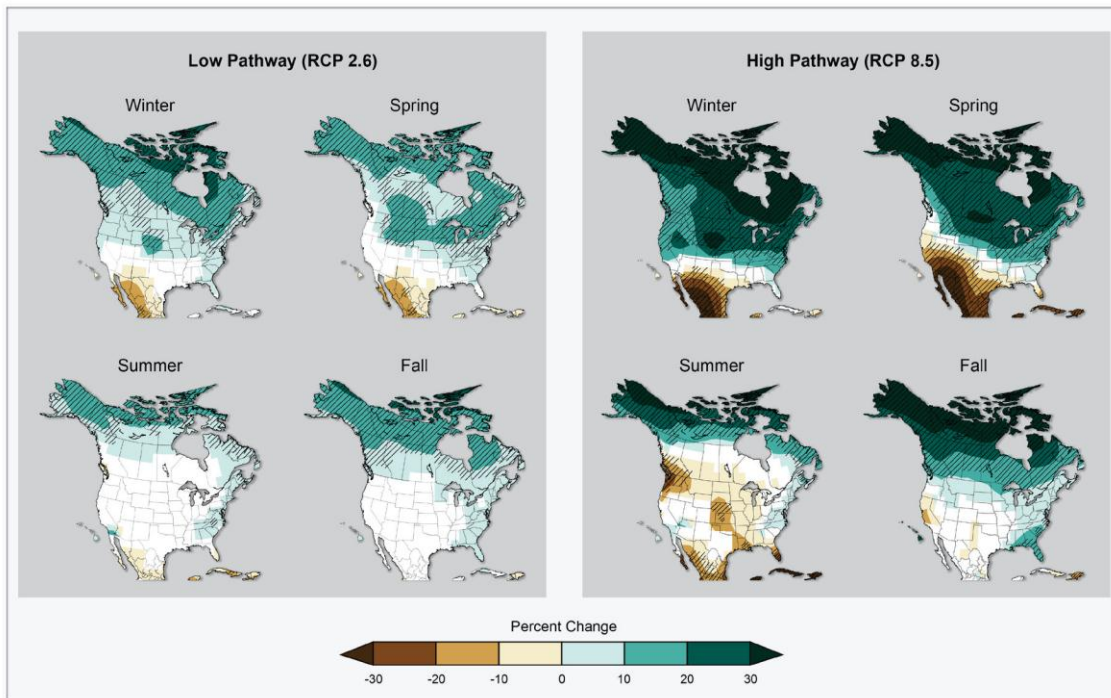 Low Pathway (RCP 2.6)
Winter
Spring
Summer
Fall
High Pathway (RCP 8.5)
Winter
Spring
Summer
Fall
Percent Change
-30 -20 -10 0 10 20 30